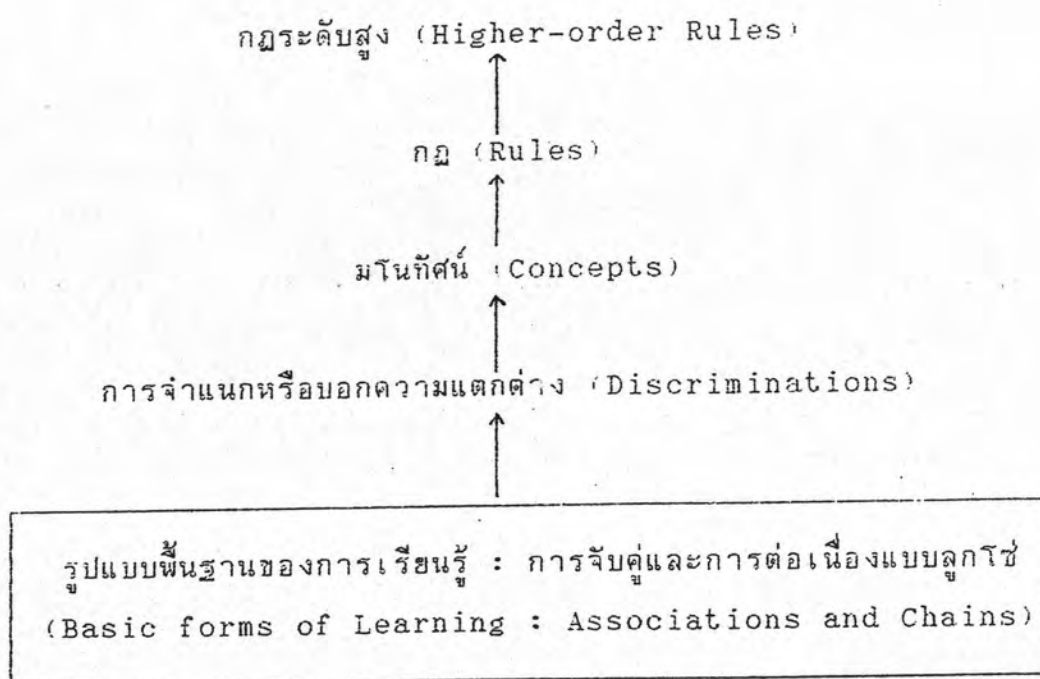 กฎระดับสูง (Higher-order Rules)
กฎ (Rules)
มโนทัศน์ (Concepts)
การจำแนกหรือบอกความแตกต่าง (Discriminations)
รูปแบบพื้นฐานของการเรียนรู้ : การจับคู่และการต่อเนื่องแบบลูกโซ่
(Basic forms of Learning : Associations and Chains)